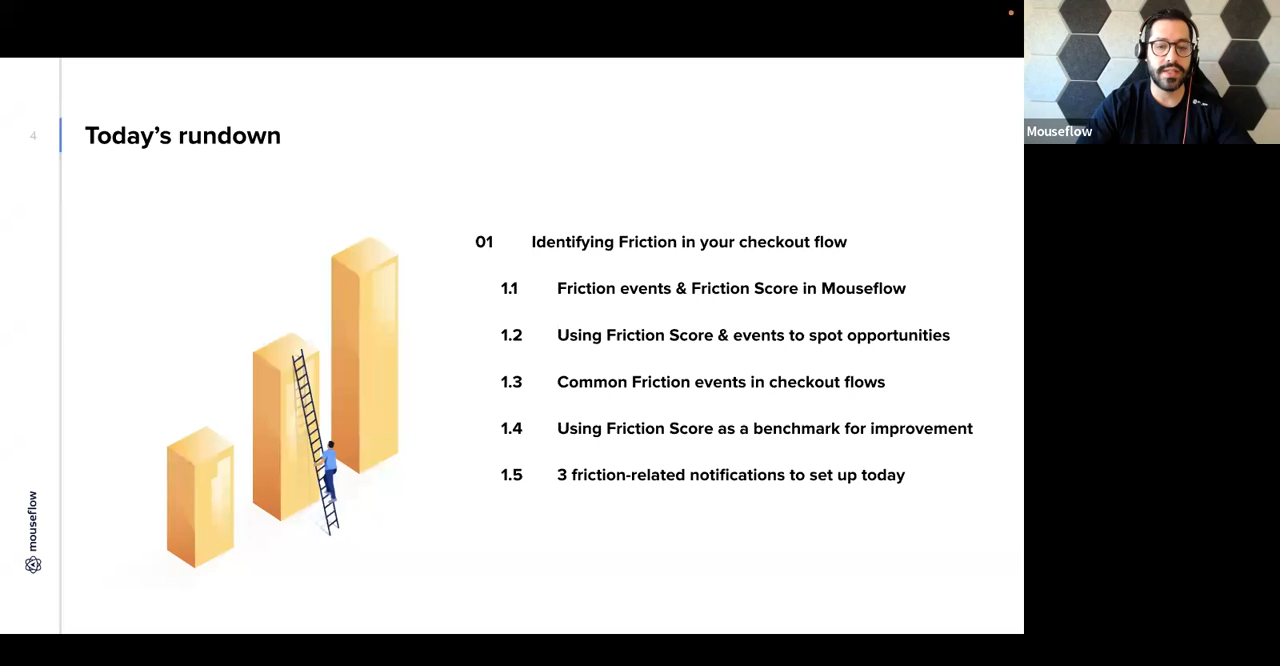 4
Today's rundown
01 Identifying Friction in your checkout flow
1.1 Friction events & Friction Score in Mouseflow
1.2 Using Friction Score & events to spot opportunities
1.3 Common Friction events in checkout flows
1.4 Using Friction Score as a benchmark for improvement
1.5 3 friction-related notifications to set up today
mouseflow
Mouseflow